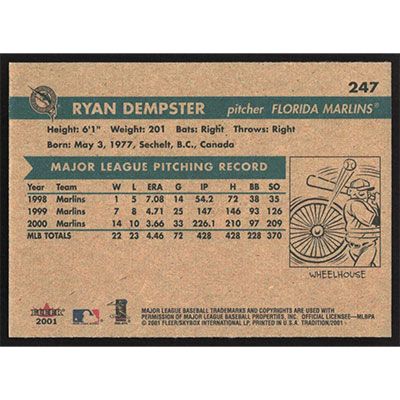 247
RYAN DEMPSTER pitcher FLORIDA MARLINS®
Height: 6'1" Weight: 201 Bats: Right Throws: Right
Born: May 3, 1977, Sechelt, B.C., Canada
MAJOR LEAGUE PITCHING RECORD
Year Team W L ERA G IP H BB SO
1998 Marlins 1 5 7.08 14 54.2 72 38 35
1999 Marlins 7 8 4.71 25 147 146 93 126
2000 Marlins 14 10 3.66 33 226.1 210 97 209
MLB TOTALS 22 23 4.46 72 428 428 228 370
WHEELHOUSE
FLEER
2001
MAJOR LEAGUE BASEBALL TRADEMARKS AND COPYRIGHTS ARE USED WITH
PERMISSION OF MAJOR LEAGUE BASEBALL PROPERTIES, INC. OFFICIAL LICENSEE—MLBPA
© 2001 FLEER/SKYBOX INTERNATIONAL LP. PRINTED IN U.S.A. TRADITION/2001